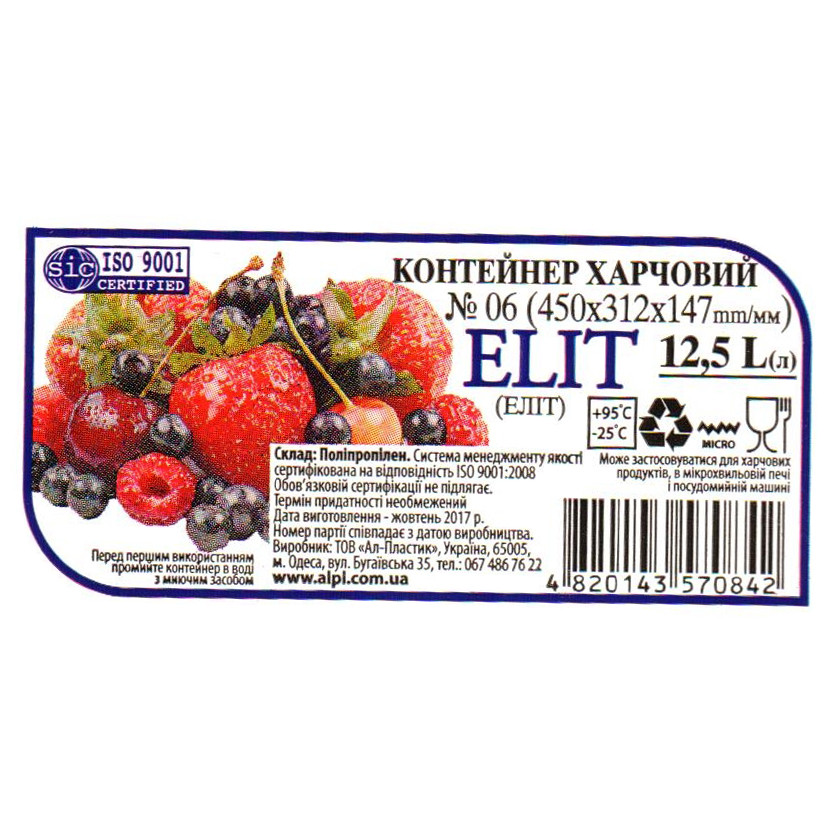 sic ISO 9001
CERTIFIED
КОНТЕЙНЕР ХАРЧОВИЙ
№ 06 (450x312x147mm/мм)
ELIT 12,5 L(л)
(ЕЛІТ)
+95°C
-25°C
MICRO
Може застосовуватися для харчових
продуктів, в мікрохвильовій печі
і посудомийній машині
Склад: Поліпропілен. Система менеджменту якості
сертифікована на відповідність ISO 9001:2008
Обов'язковій сертифікації не підлягає.
Термін придатності необмежений
Дата виготовлення - жовтень 2017 р.
Номер партії співпадає з датою виробництва.
Виробник: ТОВ «Ал-Пластик», Україна, 65005,
м. Одеса, вул. Бугаївська 35, тел.: 067 486 76 22
www.alpl.com.ua
Перед першим використанням
промийте контейнер в воді
з миючим засобом
4 820143 570842